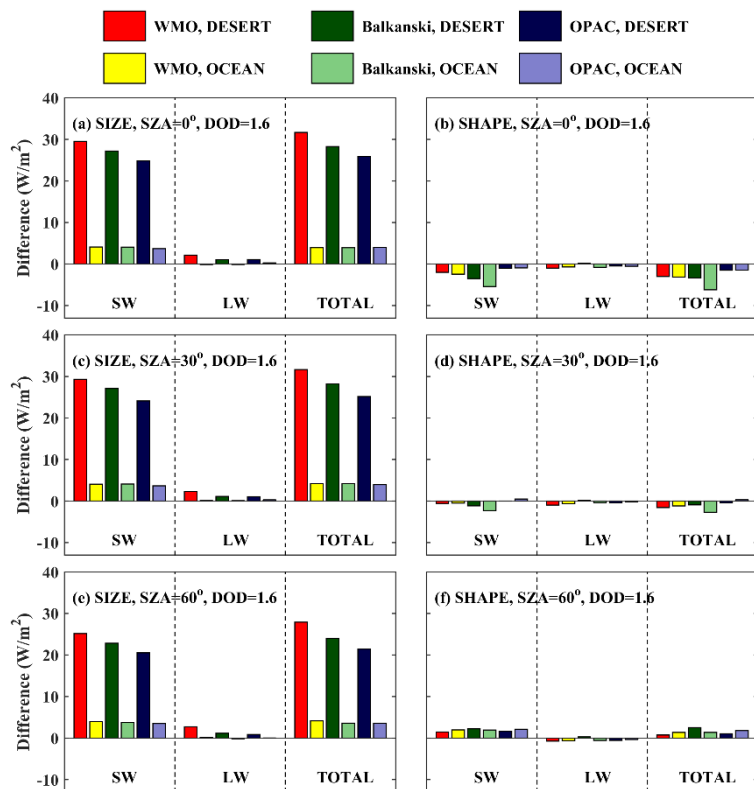 WMO, DESERT Balkanski, DESERT OPAC, DESERT
WMO, OCEAN Balkanski, OCEAN OPAC, OCEAN
Difference (W/m²)
40
30
20
10
0
-10
(a) SIZE, SZA=0°, DOD=1.6
SW LW TOTAL
(b) SHAPE, SZA=0°, DOD=1.6
SW LW TOTAL
Difference (W/m²)
40
30
20
10
0
-10
(c) SIZE, SZA=30°, DOD=1.6
SW LW TOTAL
(d) SHAPE, SZA=30°, DOD=1.6
SW LW TOTAL
Difference (W/m²)
40
30
20
10
0
-10
(e) SIZE, SZA=60°, DOD=1.6
SW LW TOTAL
(f) SHAPE, SZA=60°, DOD=1.6
SW LW TOTAL